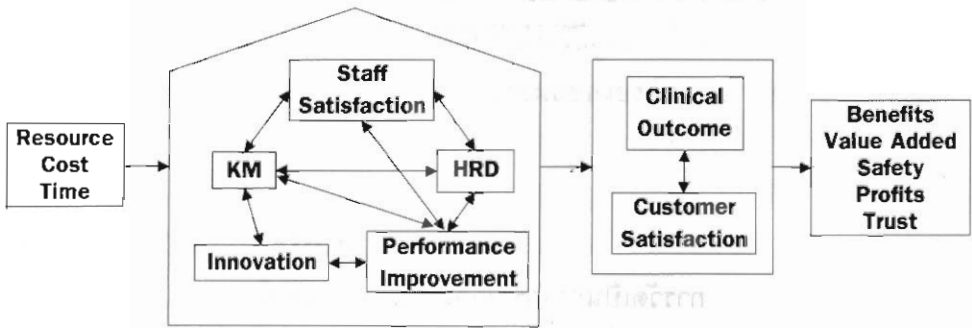 Resource
Cost
Time
Staff
Satisfaction
KM
HRD
Innovation
Performance
Improvement
Clinical
Outcome
Customer
Satisfaction
Benefits
Value Added
Safety
Profits
Trust